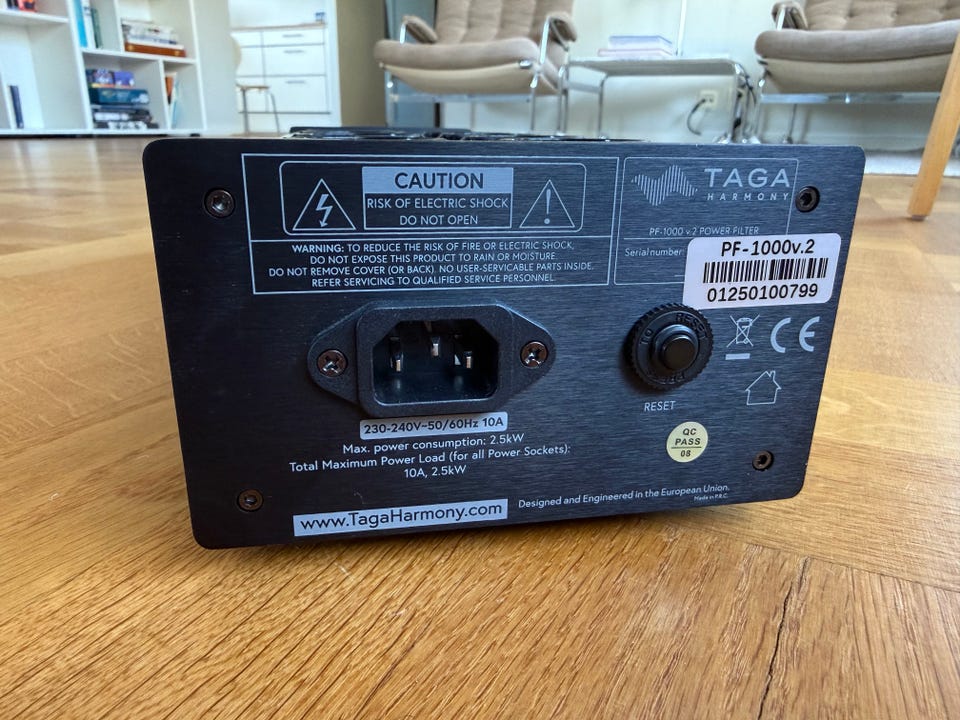 CAUTION
RISK OF ELECTRIC SHOCK
DO NOT OPEN
WARNING: TO REDUCE THE RISK OF FIRE OR ELECTRIC SHOCK,
DO NOT EXPOSE THIS PRODUCT TO RAIN OR MOISTURE.
DO NOT REMOVE COVER (OR BACK). NO USER-SERVICABLE PARTS INSIDE.
REFER SERVICING TO QUALIFIED SERVICE PERSONNEL.
TAGA
HARMONY
PF-1000 v.2 POWER FILTER
Serial number:
PF-1000v.2
01250100799
RESET
RESET
CE
QC
PASS
08
230-240V~50/60Hz 10A
Max. power consumption: 2.5kW
Total Maximum Power Load (for all Power Sockets):
10A, 2.5kW
www.TagaHarmony.com
Designed and Engineered in the European Union.
Made in P.R.C.